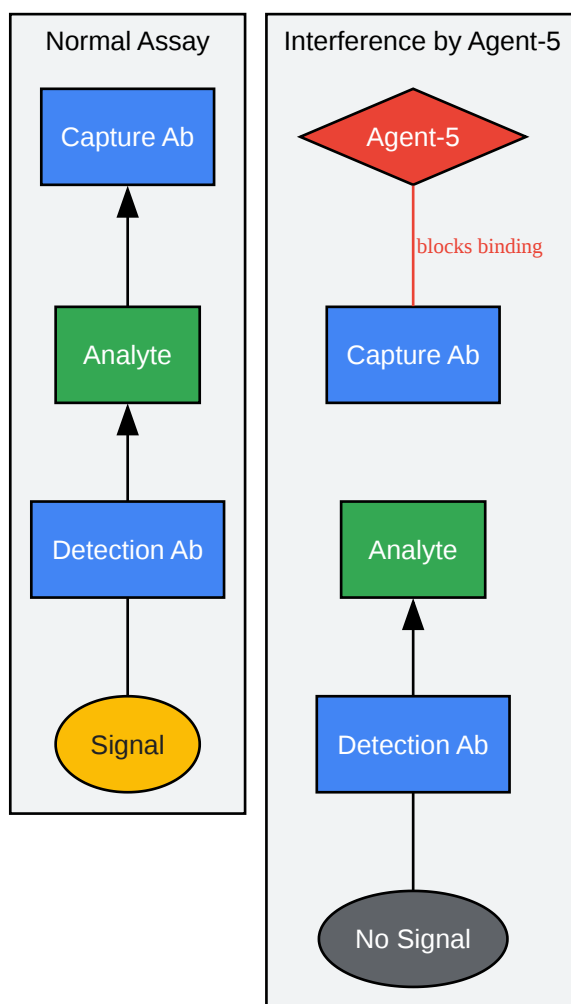 Normal Assay
Capture Ab
Analyte
Detection Ab
Signal
Interference by Agent-5
Agent-5
blocks binding
Capture Ab
Analyte
Detection Ab
No Signal